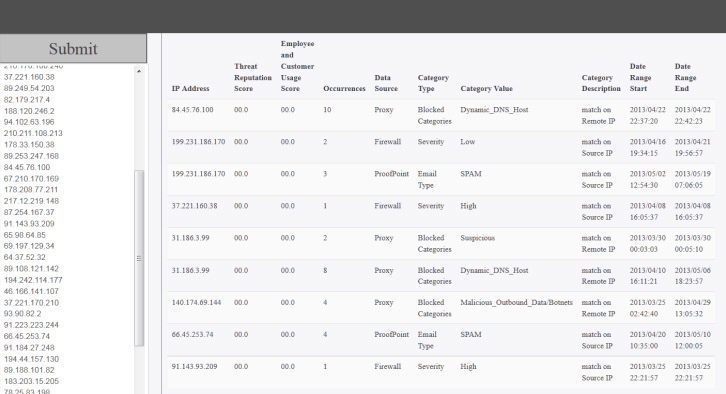 Submit
37.221.160.38
89.249.54.203
82.179.217.4
188.120.246.2
94.102.63.196
210.211.108.213
178.33.150.38
89.253.247.168
84.45.76.100
67.210.170.169
178.208.77.211
217.12.219.148
87.254.167.37
91.143.93.209
65.98.64.85
69.197.129.34
64.37.52.32
89.108.121.142
194.242.114.177
46.166.141.107
37.221.170.210
93.90.82.2
91.223.223.244
66.45.253.74
91.184.27.248
194.44.157.130
89.188.101.82
183.203.15.205
78.25.83.198
Employee
and
Threat Customer Date Date
Reputation Usage Data Category Category Range Range
IP Address Score Score Occurrences Source Type Category Value Description Start End
84.45.76.100 00.0 00.0 10 Proxy Blocked Dynamic_DNS_Host match on 2013/04/22 2013/04/22
Categories Remote IP 22:37:20 22:42:23
199.231.186.170 00.0 00.0 2 Firewall Severity Low match on 2013/04/16 2013/04/21
Source IP 19:34:15 19:56:57
199.231.186.170 00.0 00.0 3 ProofPoint Email SPAM match on 2013/05/02 2013/05/19
Type Source IP 12:54:30 07:06:05
37.221.160.38 00.0 00.0 1 Firewall Severity High match on 2013/04/08 2013/04/08
Source IP 16:05:37 16:05:37
31.186.3.99 00.0 00.0 2 Proxy Blocked Suspicious match on 2013/03/30 2013/03/30
Categories Remote IP 00:03:03 00:05:10
31.186.3.99 00.0 00.0 8 Proxy Blocked Dynamic_DNS_Host match on 2013/04/10 2013/05/06
Categories Remote IP 16:11:21 18:23:57
140.174.69.144 00.0 00.0 4 Proxy Blocked Malicious_Outbound_Data/Botnets match on 2013/03/25 2013/04/29
Categories Remote IP 02:42:40 13:05:32
66.45.253.74 00.0 00.0 4 ProofPoint Email SPAM match on 2013/04/20 2013/05/10
Type Source IP 10:35:00 12:00:05
91.143.93.209 00.0 00.0 1 Firewall Severity High match on 2013/03/25 2013/03/25
Source IP 22:21:57 22:21:57